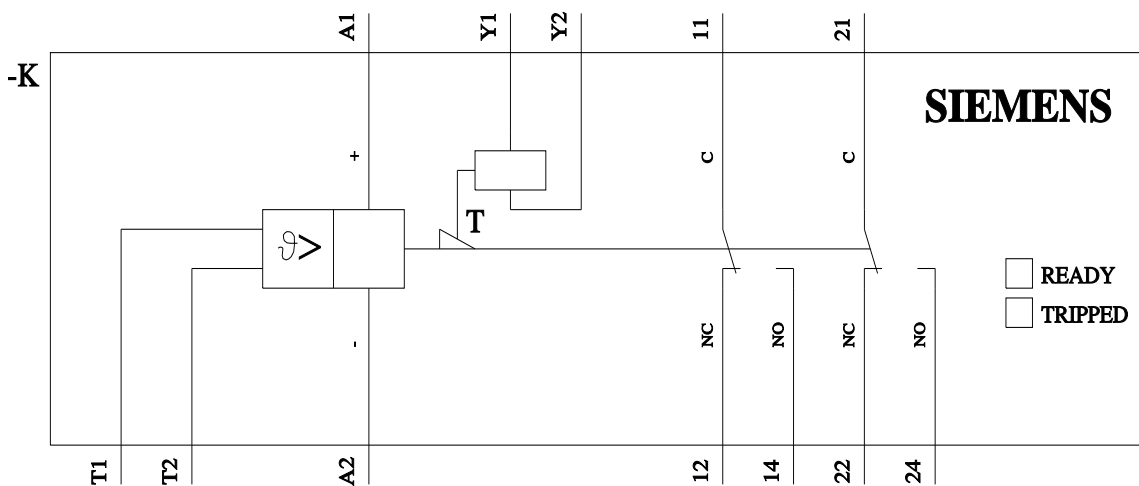 A1
Y1
Y2
11
21
-K
SIEMENS
+
C
C
T
ϑ>
READY
TRIPPED
-
NC
NO
NC
NO
T1
T2
A2
12
14
22
24